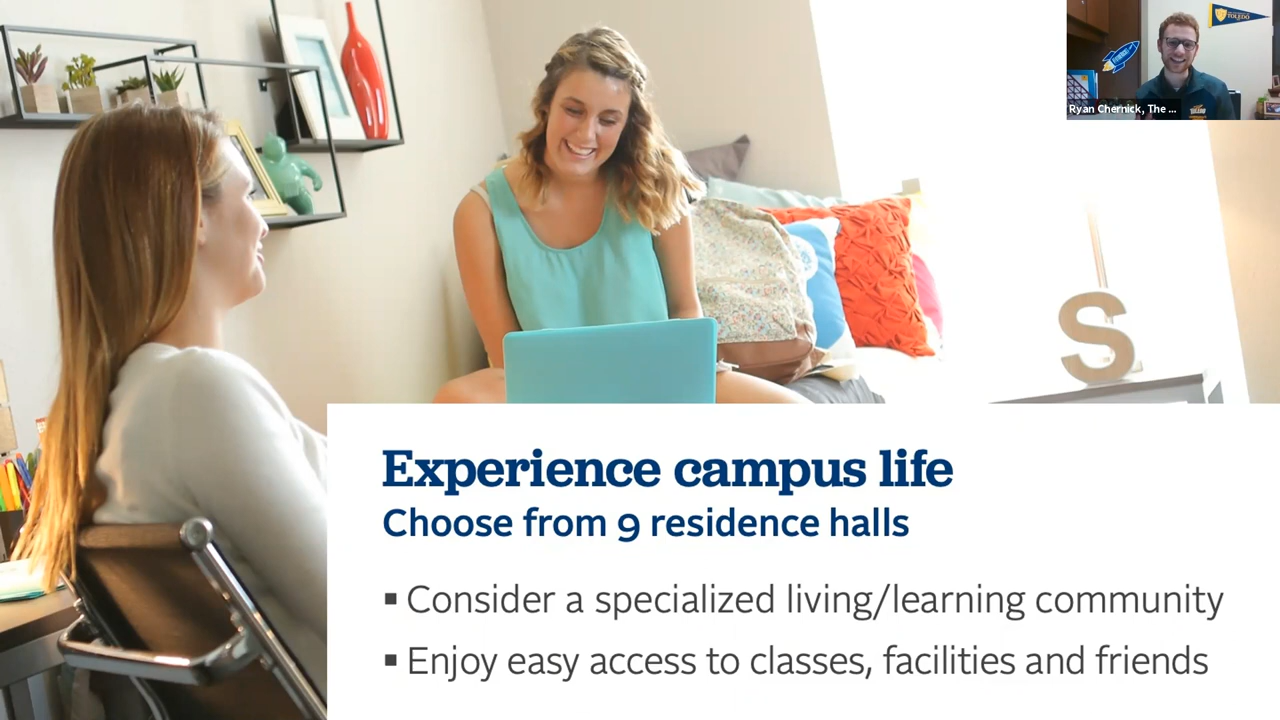 TOLEDO
Ryan Chernick, The ...
S
Experience campus life
Choose from 9 residence halls
▪ Consider a specialized living/learning community
▪ Enjoy easy access to classes, facilities and friends